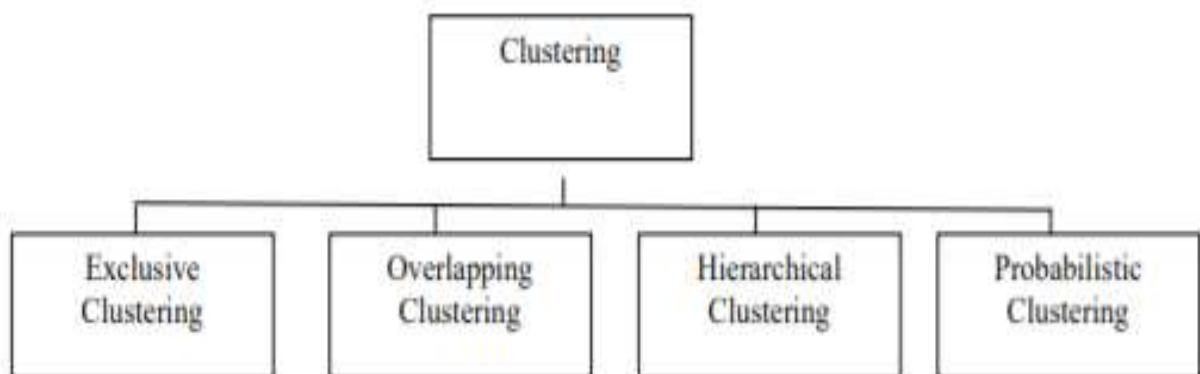 Clustering
Exclusive
Clustering
Overlapping
Clustering
Hierarchical
Clustering
Probabilistic
Clustering